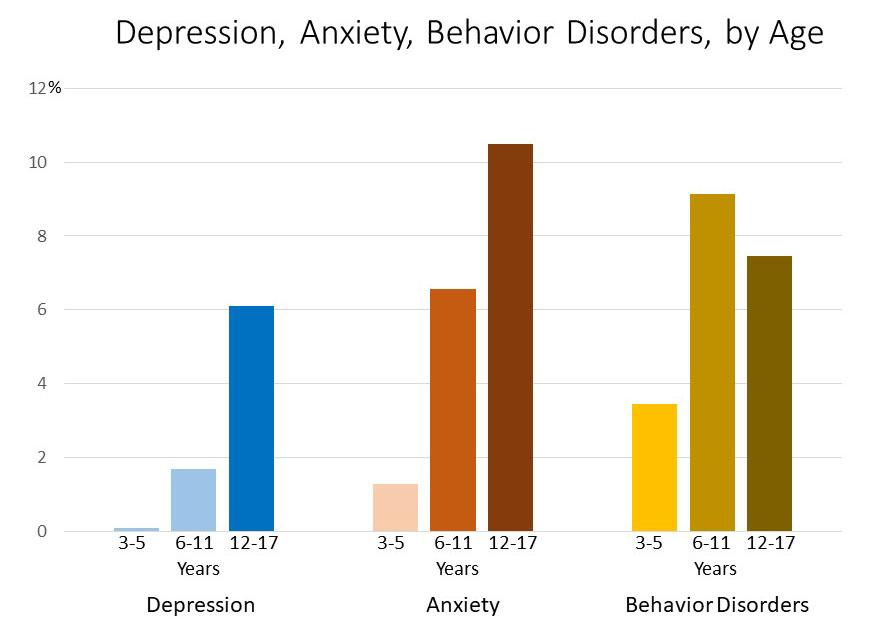 Depression, Anxiety, Behavior Disorders, by Age
12%
10
8
6
4
2
0
3-5 6-11 12-17 3-5 6-11 12-17 3-5 6-11 12-17
Years Years Years
Depression Anxiety Behavior Disorders